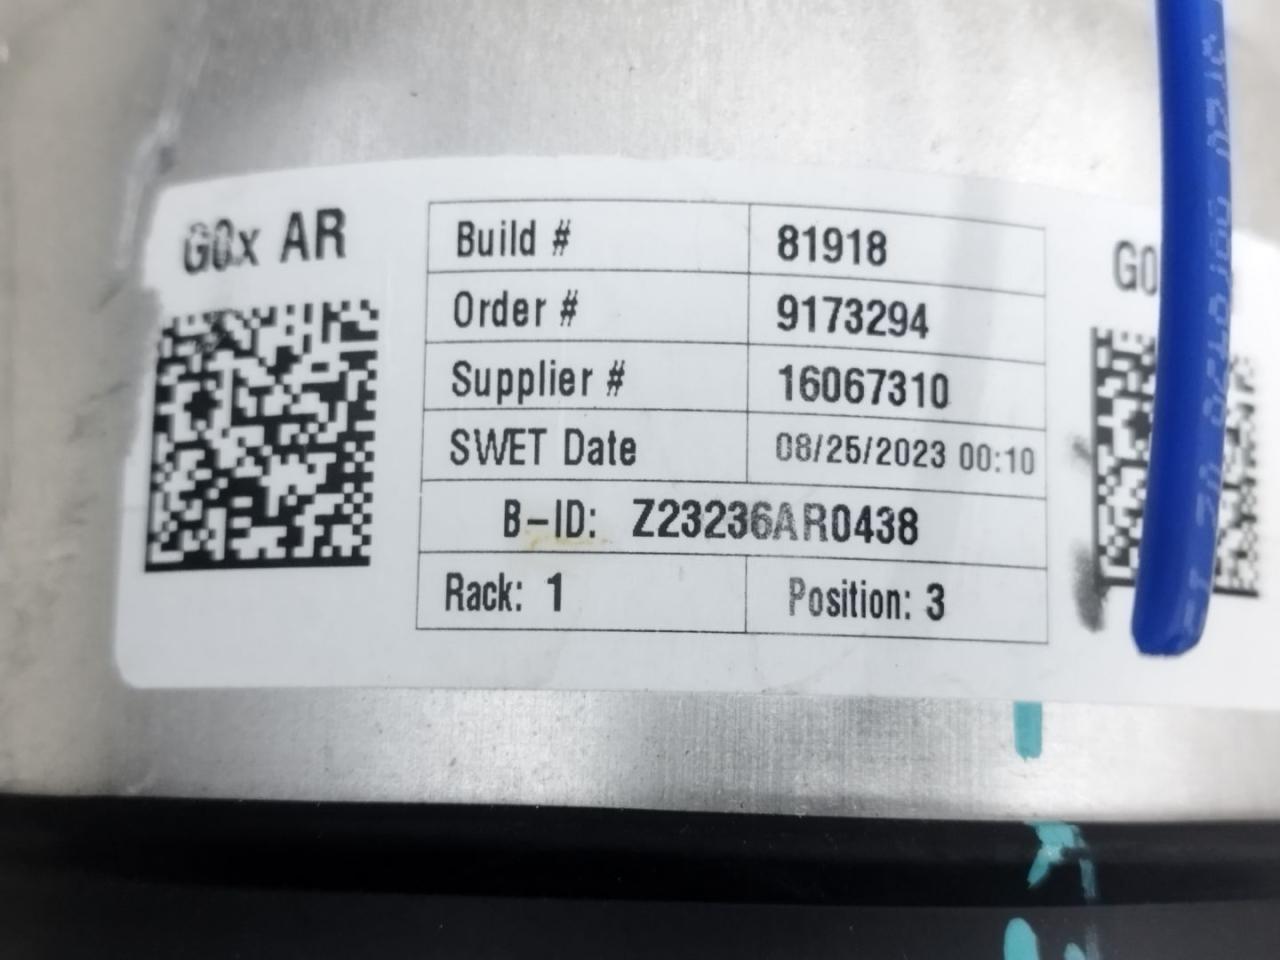 G0x AR
Build # 81918
Order # 9173294
Supplier # 16067310
SWET Date 08/25/2023 00:10
B-ID: Z23236AR0438
Rack: 1 Position: 3
G0